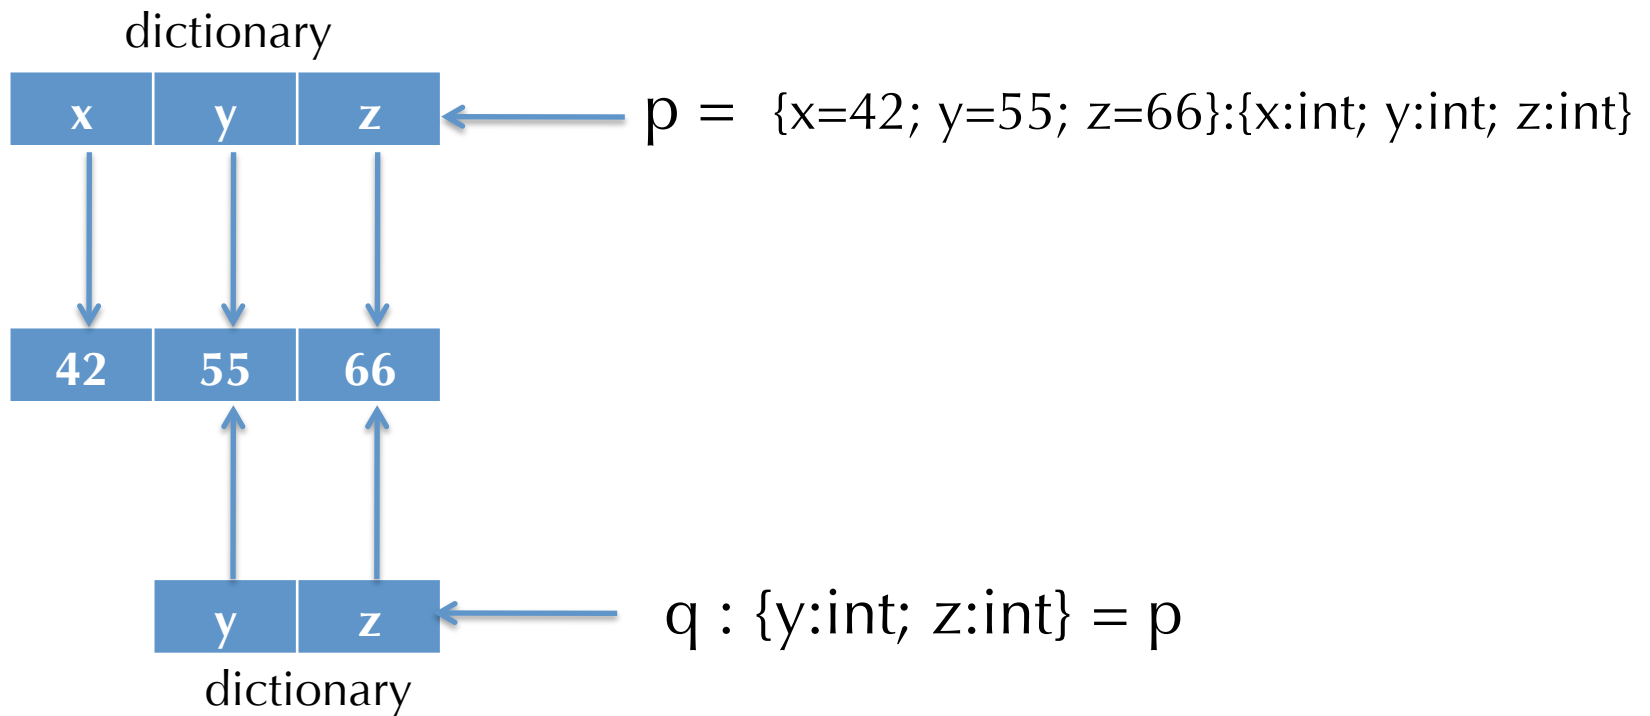 dictionary
x y z
p = {x=42; y=55; z=66}:{x:int; y:int; z:int}
42 55 66
y z
q : {y:int; z:int} = p
dictionary